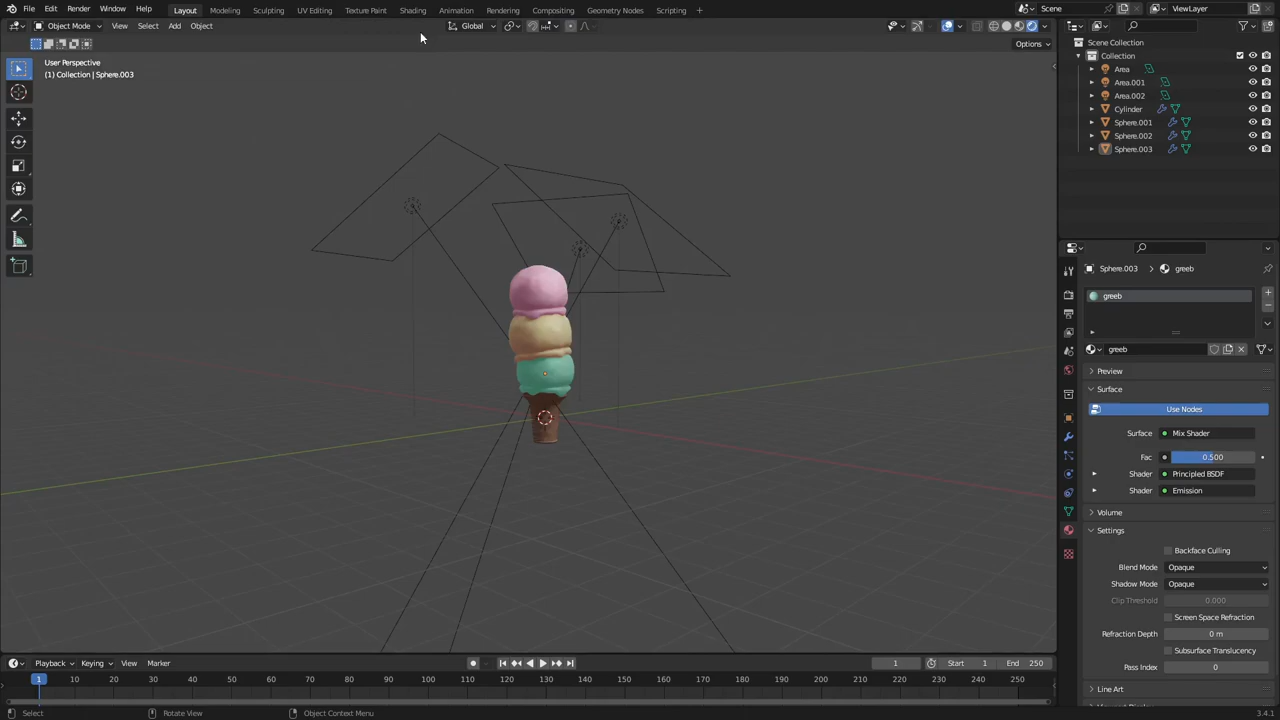 File Edit Render Window Help Layout Modeling Sculpting UV Editing Texture Paint Shading Animation Rendering Compositing Geometry Nodes Scripting + Scene ViewLayer
Object Mode View Select Add Object Global
Options
User Perspective
(1) Collection | Sphere.003
Scene Collection
Collection
Area
Area.001
Area.002
Cylinder
Sphere.001
Sphere.002
Sphere.003
Sphere.003 > greeb
greeb
greeb
Preview
Surface
Use Nodes
Surface Mix Shader
Fac 0.500
Shader Principled BSDF
Shader Emission
Volume
Settings
Backface Culling
Blend Mode Opaque
Shadow Mode Opaque
Clip Threshold 0.000
Screen Space Refraction
Refraction Depth 0 m
Subsurface Translucency
Pass Index 0
Line Art
Playback Keying View Marker 1 Start 1 End 250
1 10 20 30 40 50 60 70 80 90 100 110 120 130 140 150 160 170 180 190 200 210 220 230 240 250
Select Rotate View Object Context Menu 3.4.1